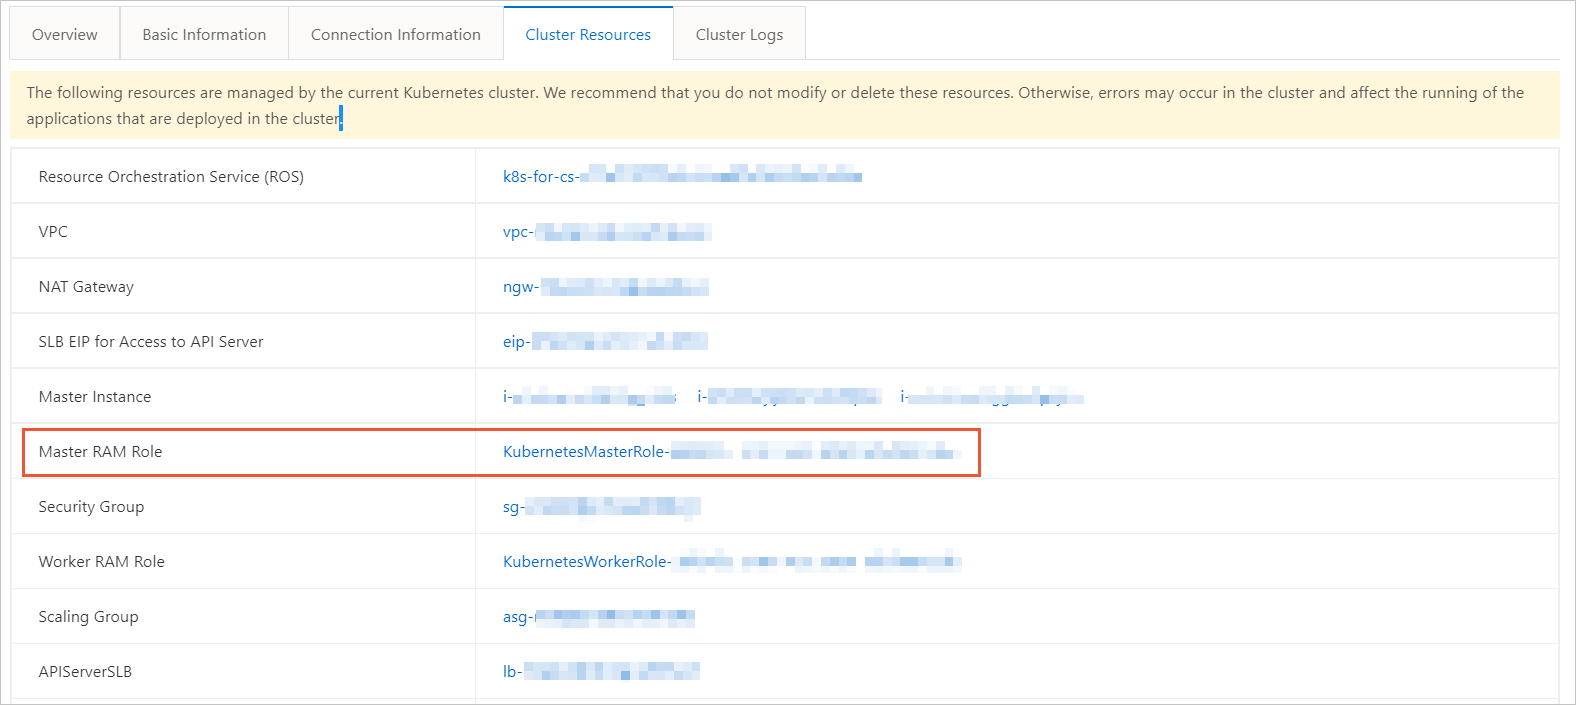 Overview Basic Information Connection Information Cluster Resources Cluster Logs
The following resources are managed by the current Kubernetes cluster. We recommend that you do not modify or delete these resources. Otherwise, errors may occur in the cluster and affect the running of the
applications that are deployed in the cluster.
Resource Orchestration Service (ROS) k8s-for-cs-
VPC vpc-
NAT Gateway ngw-
SLB EIP for Access to API Server eip-
Master Instance i- i- i-
Master RAM Role KubernetesMasterRole-
Security Group sg-
Worker RAM Role KubernetesWorkerRole-
Scaling Group asg-
APIServerSLB lb-